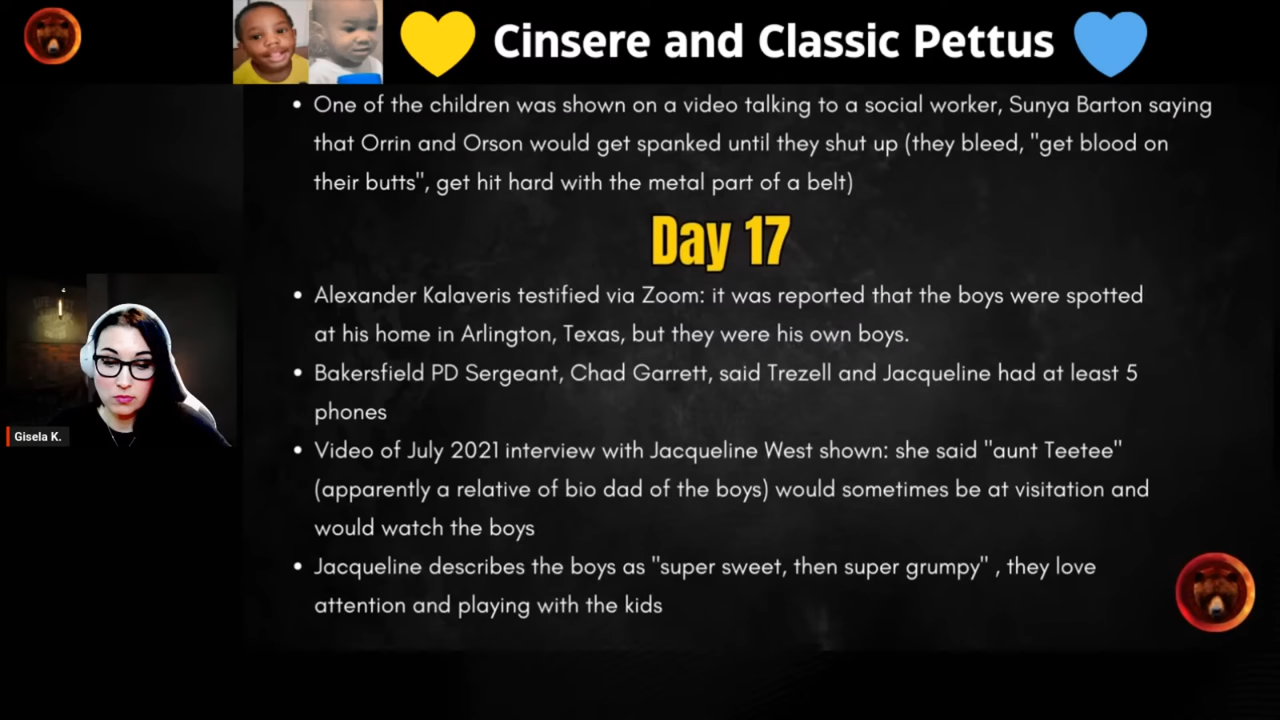 Cinsere and Classic Pettus
• One of the children was shown on a video talking to a social worker, Sunya Barton saying
that Orrin and Orson would get spanked until they shut up (they bleed, "get blood on
their butts", get hit hard with the metal part of a belt)
Day 17
• Alexander Kalaveris testified via Zoom: it was reported that the boys were spotted
at his home in Arlington, Texas, but they were his own boys.
• Bakersfield PD Sergeant, Chad Garrett, said Trezell and Jacqueline had at least 5
phones
• Video of July 2021 interview with Jacqueline West shown: she said "aunt Teetee"
(apparently a relative of bio dad of the boys) would sometimes be at visitation and
would watch the boys
• Jacqueline describes the boys as "super sweet, then super grumpy" , they love
attention and playing with the kids
Gisela K.